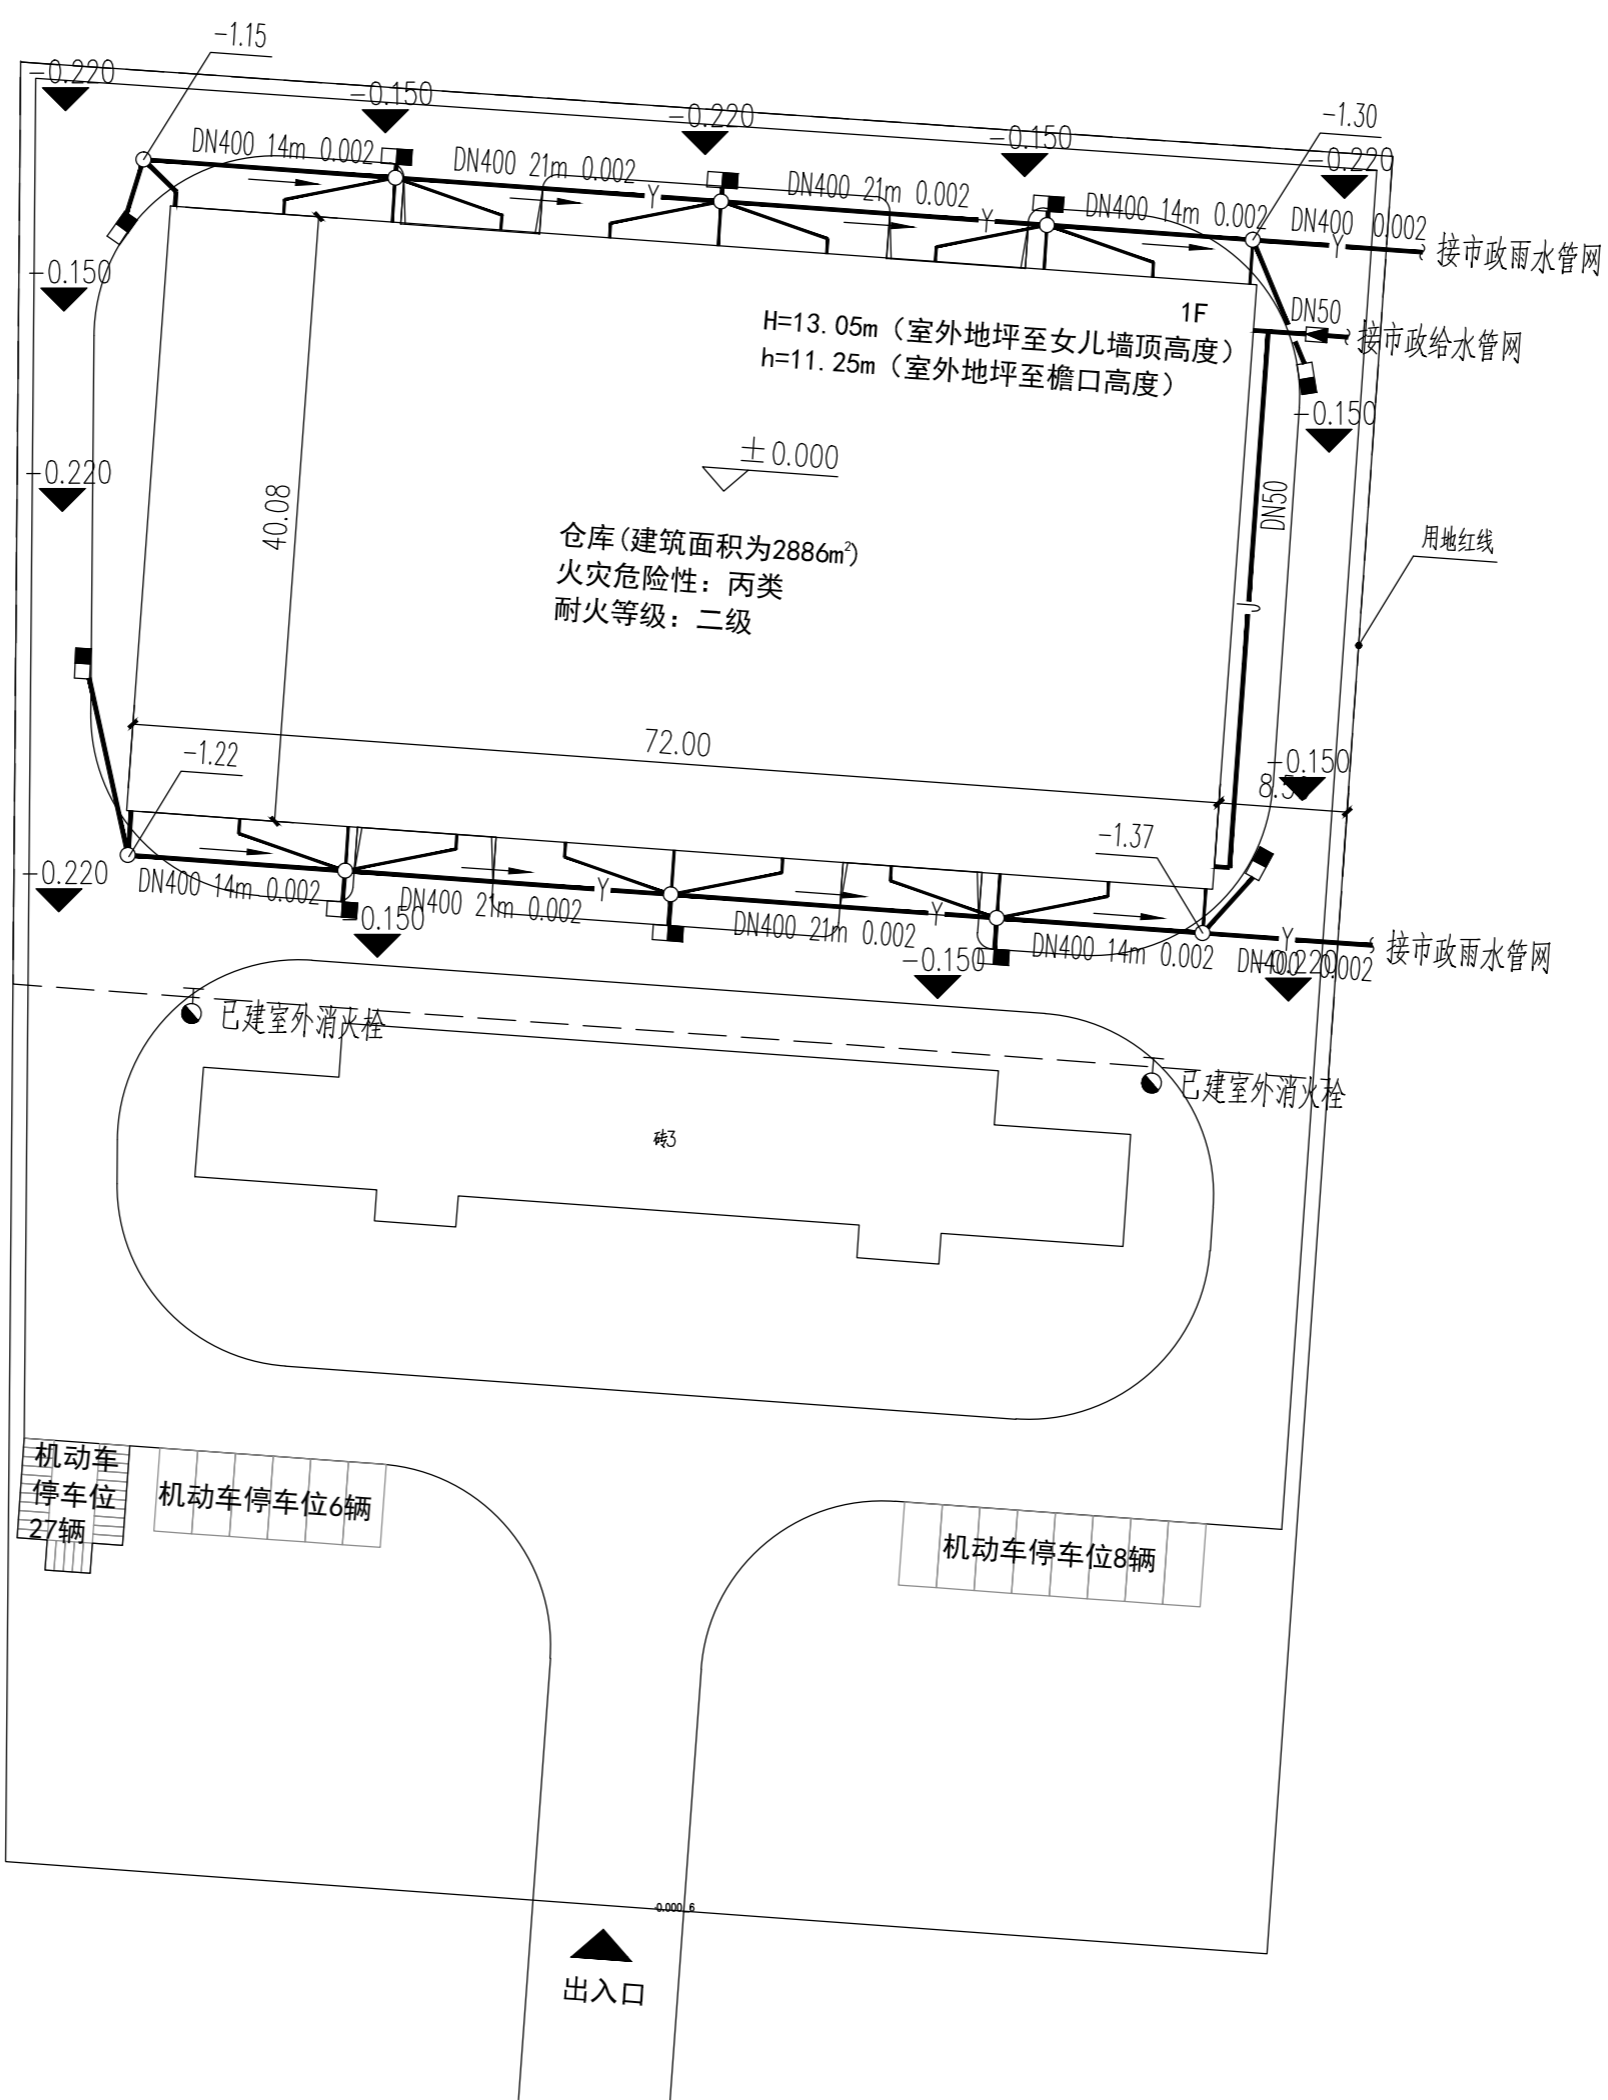 -1.15
-0.220
-0.150
-0.220
-0.150
-1.30
-0.220
DN400 14m 0.002
DN400 21m 0.002
DN400 21m 0.002
DN400 14m 0.002
DN400 0.002
Y
Y
Y
接市政雨水管网
-0.150
1F
DN50
接市政给水管网
H=13.05m（室外地坪至女儿墙顶高度）
h=11.25m（室外地坪至檐口高度）
-0.150
±0.000
-0.220
40.08
DN50
仓库(建筑面积为2886m²)
火灾危险性：丙类
耐火等级：二级
用地红线
J
72.00
-1.22
-0.150
-1.37
-0.220
DN400 14m 0.002
DN400 21m 0.002
DN400 21m 0.002
DN400 14m 0.002
DN400 0.002
Y
Y
Y
接市政雨水管网
-0.150
-0.150
-0.220
已建室外消火栓
已建室外消火栓
砖3
机动车
停车位
27辆
机动车停车位6辆
机动车停车位8辆
出入口